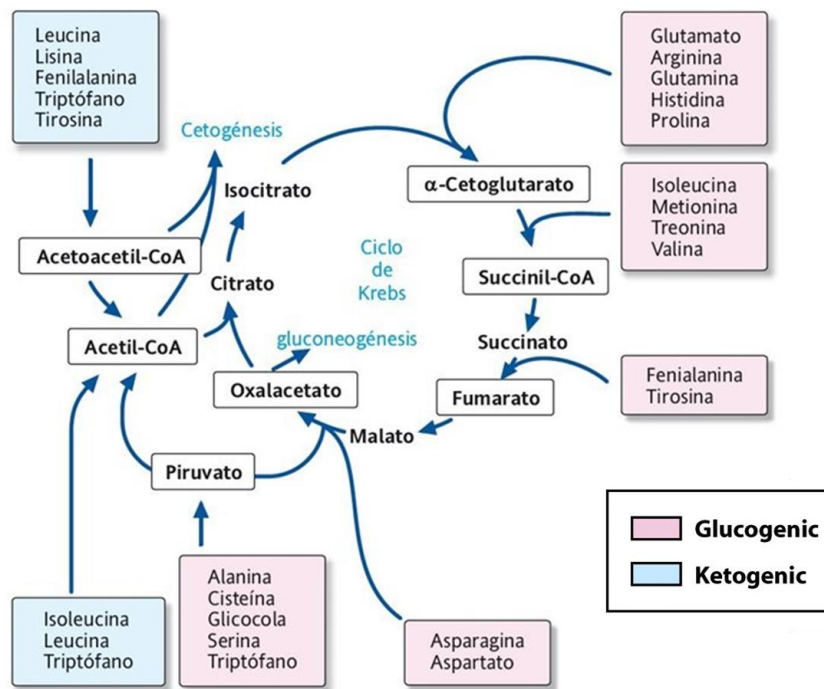 Leucina
Lisina
Fenilalanina
Triptófano
Tirosina
Glutamato
Arginina
Glutamina
Histidina
Prolina
Cetogénesis
Isocitrato
α-Cetoglutarato
Isoleucina
Metionina
Treonina
Valina
Acetoacetil-CoA
Citrato
Ciclo
de
Krebs
Succinil-CoA
Acetil-CoA
gluconeogénesis
Succinato
Oxalacetato
Fumarato
Fenialanina
Tirosina
Malato
Piruvato
Glucogenic
Ketogenic
Isoleucina
Leucina
Triptófano
Alanina
Cisteína
Glicocola
Serina
Triptófano
Asparagina
Aspartato